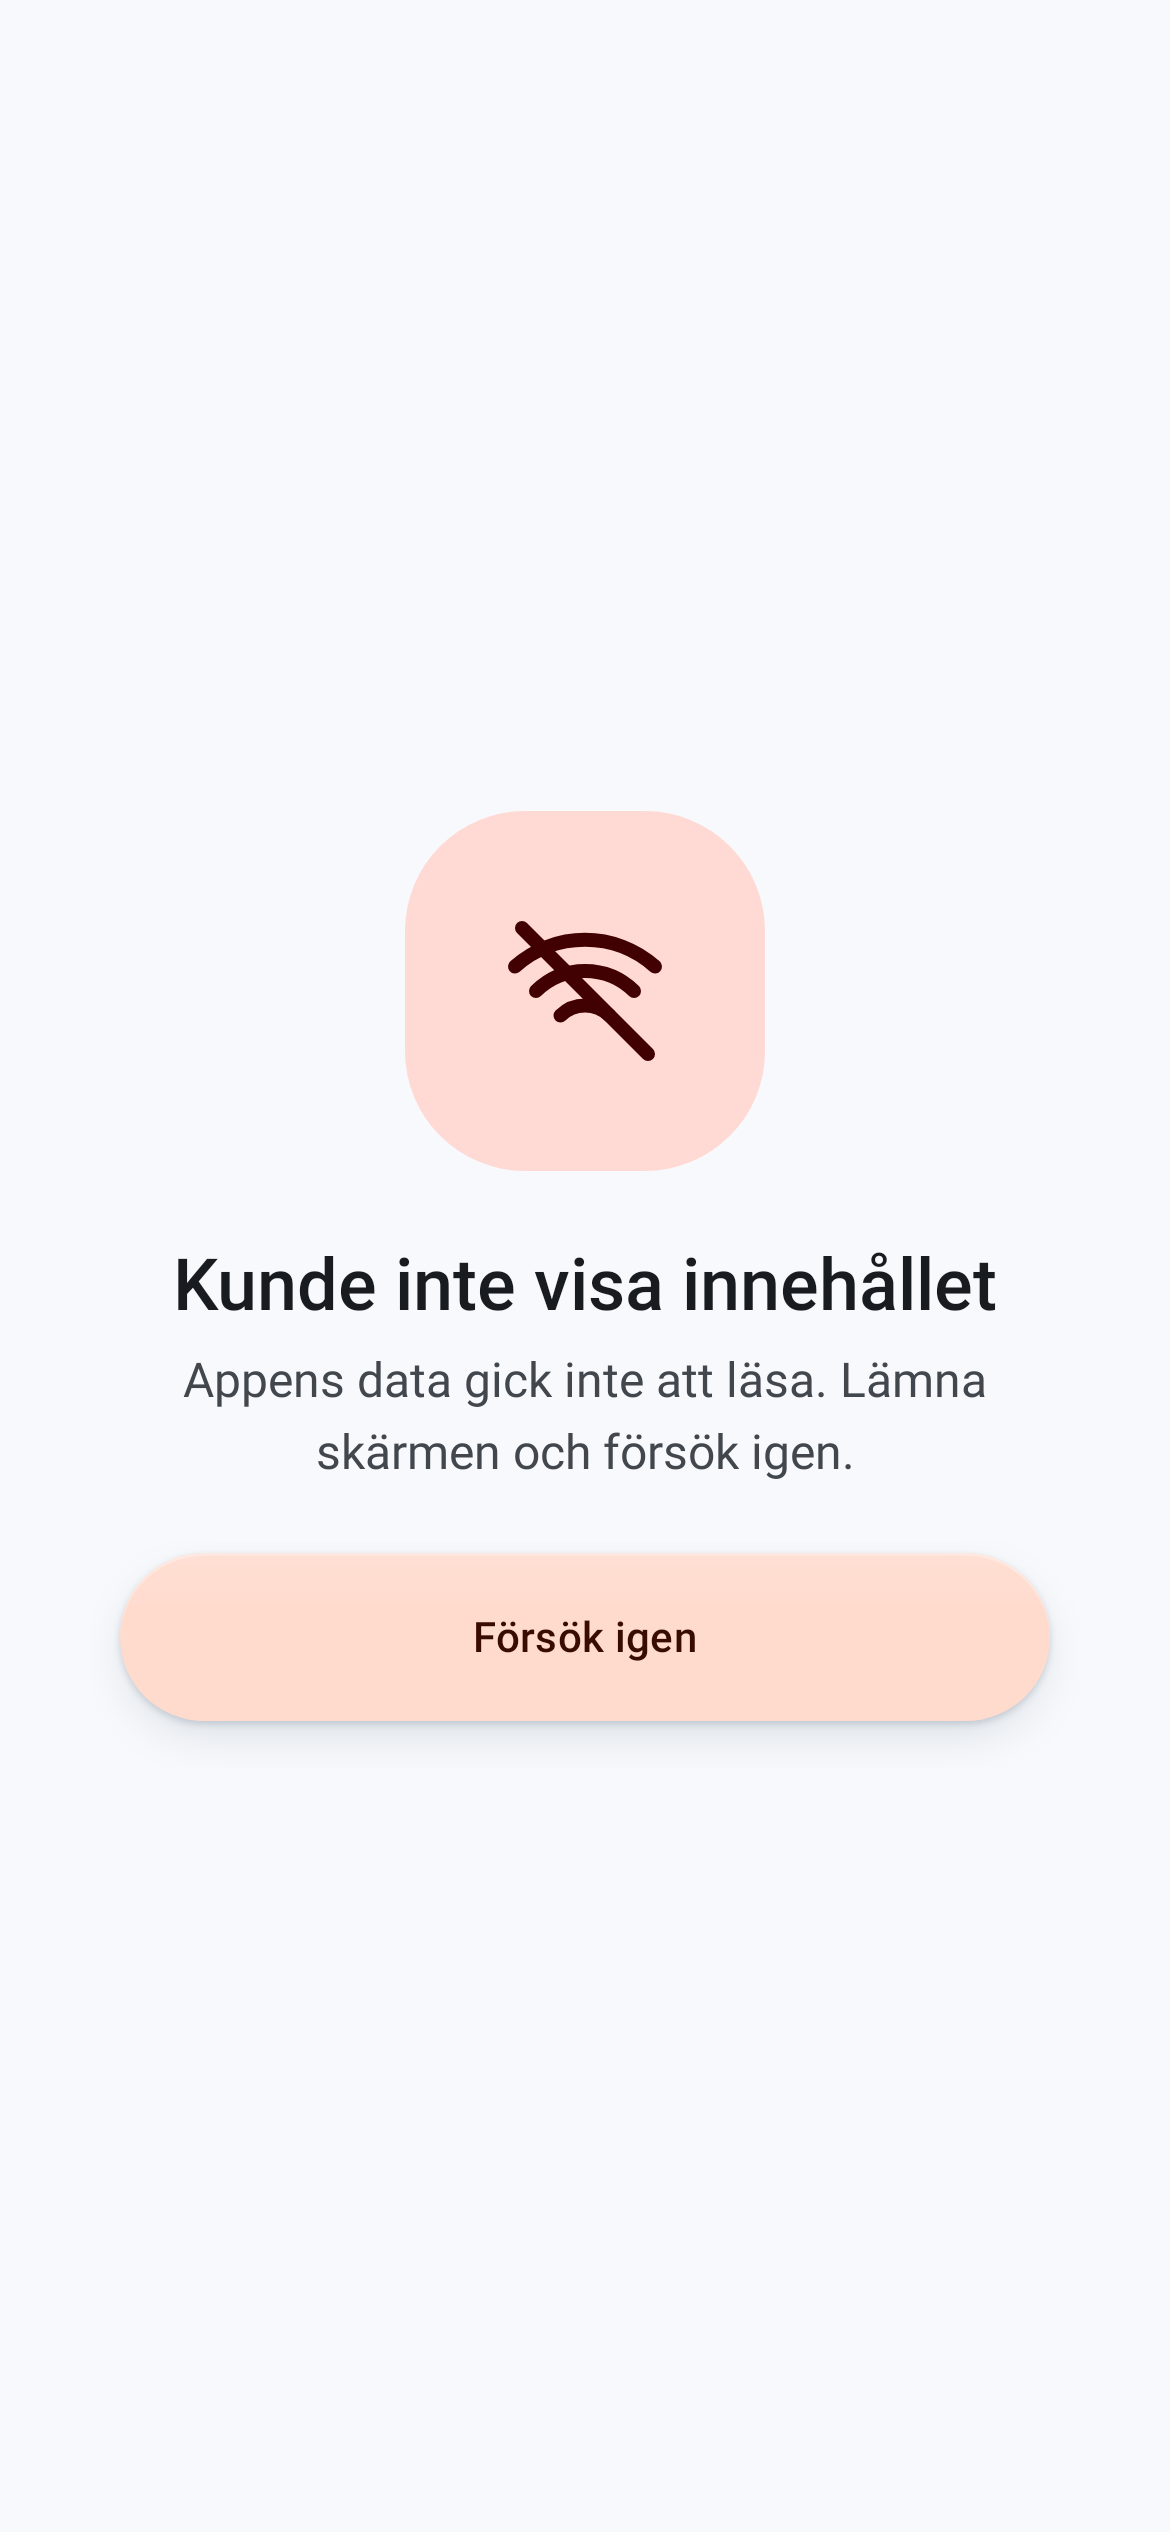 Kunde inte visa innehållet
Appens data gick inte att läsa. Lämna
skärmen och försök igen.
Försök igen